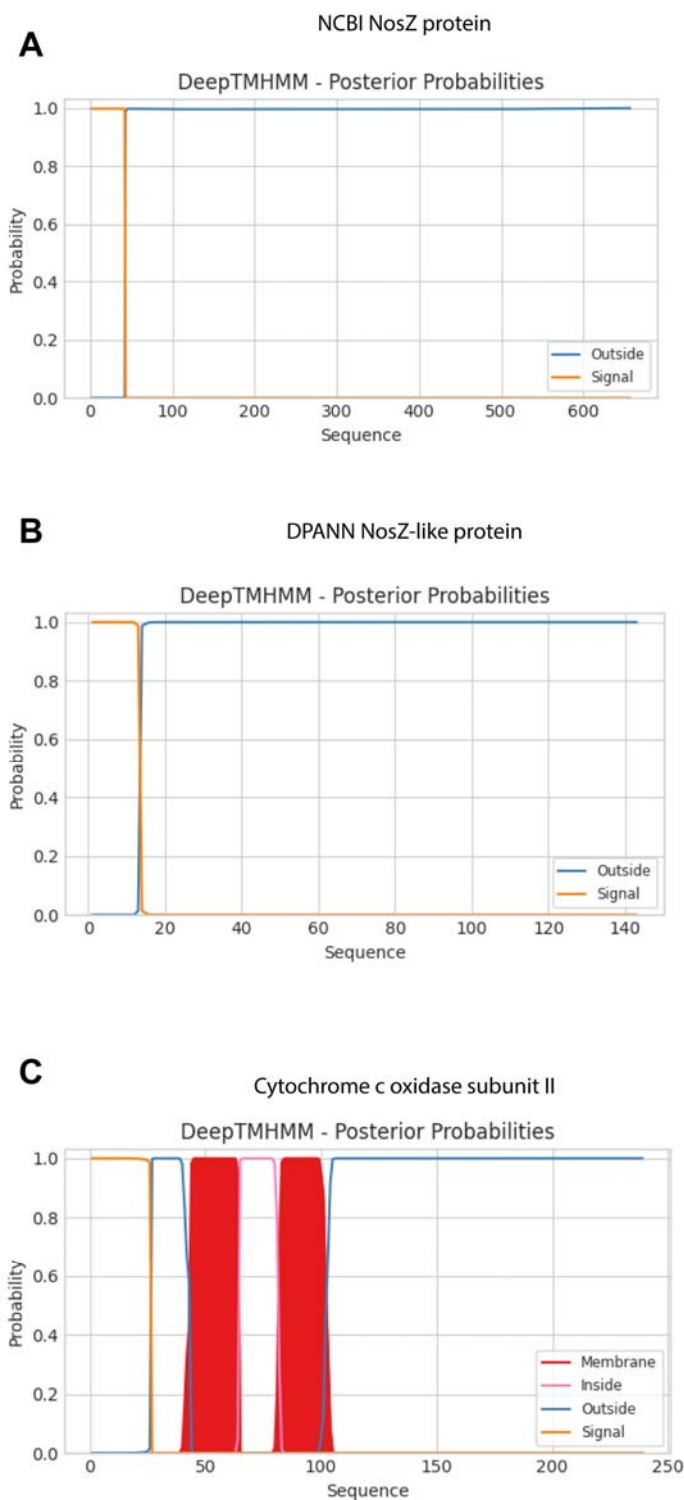 A
NCBI NosZ protein
DeepTMHMM - Posterior Probabilities
1.0
0.8
0.6
0.4
0.2
0.0
Probability
0 100 200 300 400 500 600
Sequence
Outside
Signal
B
DPANN NosZ-like protein
DeepTMHMM - Posterior Probabilities
1.0
0.8
0.6
0.4
0.2
0.0
Probability
0 20 40 60 80 100 120 140
Sequence
Outside
Signal
C
Cytochrome c oxidase subunit II
DeepTMHMM - Posterior Probabilities
1.0
0.8
0.6
0.4
0.2
0.0
Probability
0 50 100 150 200 250
Sequence
Membrane
Inside
Outside
Signal